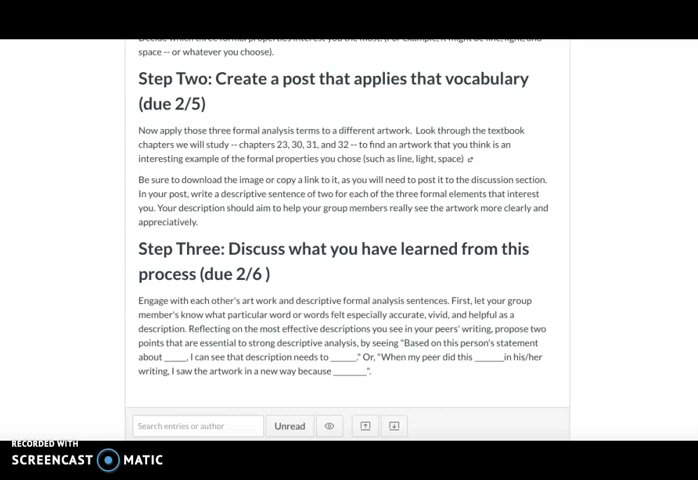 space -- or whatever you choose).
Step Two: Create a post that applies that vocabulary
(due 2/5)
Now apply those three formal analysis terms to a different artwork. Look through the textbook
chapters we will study -- chapters 23, 30, 31, and 32 -- to find an artwork that you think is an
interesting example of the formal properties you chose (such as line, light, space)
Be sure to download the image or copy a link to it, as you will need to post it to the discussion section.
In your post, write a descriptive sentence of two for each of the three formal elements that interest
you. Your description should aim to help your group members really see the artwork more clearly and
appreciatively.
Step Three: Discuss what you have learned from this
process (due 2/6 )
Engage with each other's art work and descriptive formal analysis sentences. First, let your group
member's know what particular word or words felt especially accurate, vivid, and helpful as a
description. Reflecting on the most effective descriptions you see in your peers' writing, propose two
points that are essential to strong descriptive analysis, by seeing "Based on this person's statement
about _____, I can see that description needs to ______." Or, "When my peer did this _______in his/her
writing, I saw the artwork in a new way because ________".
Search entries or author Unread
RECORDED WITH
SCREENCAST MATIC